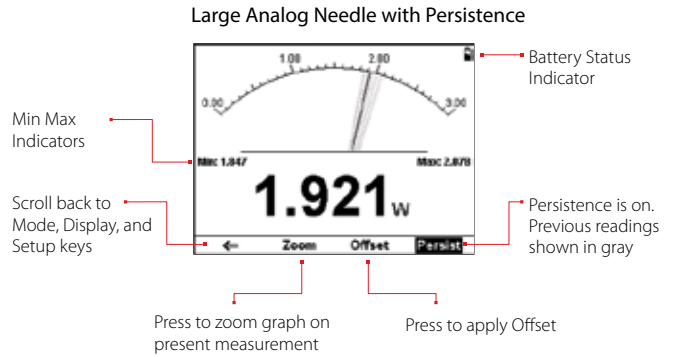 Large Analog Needle with Persistence
Battery Status
Indicator
0.00
1.00
2.00
3.00
Min Max
Indicators
Min: 1.847
Max: 2.078
1.921 W
Scroll back to
Mode, Display, and
Setup keys
Persistence is on.
Previous readings
shown in gray
← Zoom Offset Persist
Press to zoom graph on
present measurement
Press to apply Offset